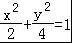 x²/2 + y²/4 = 1